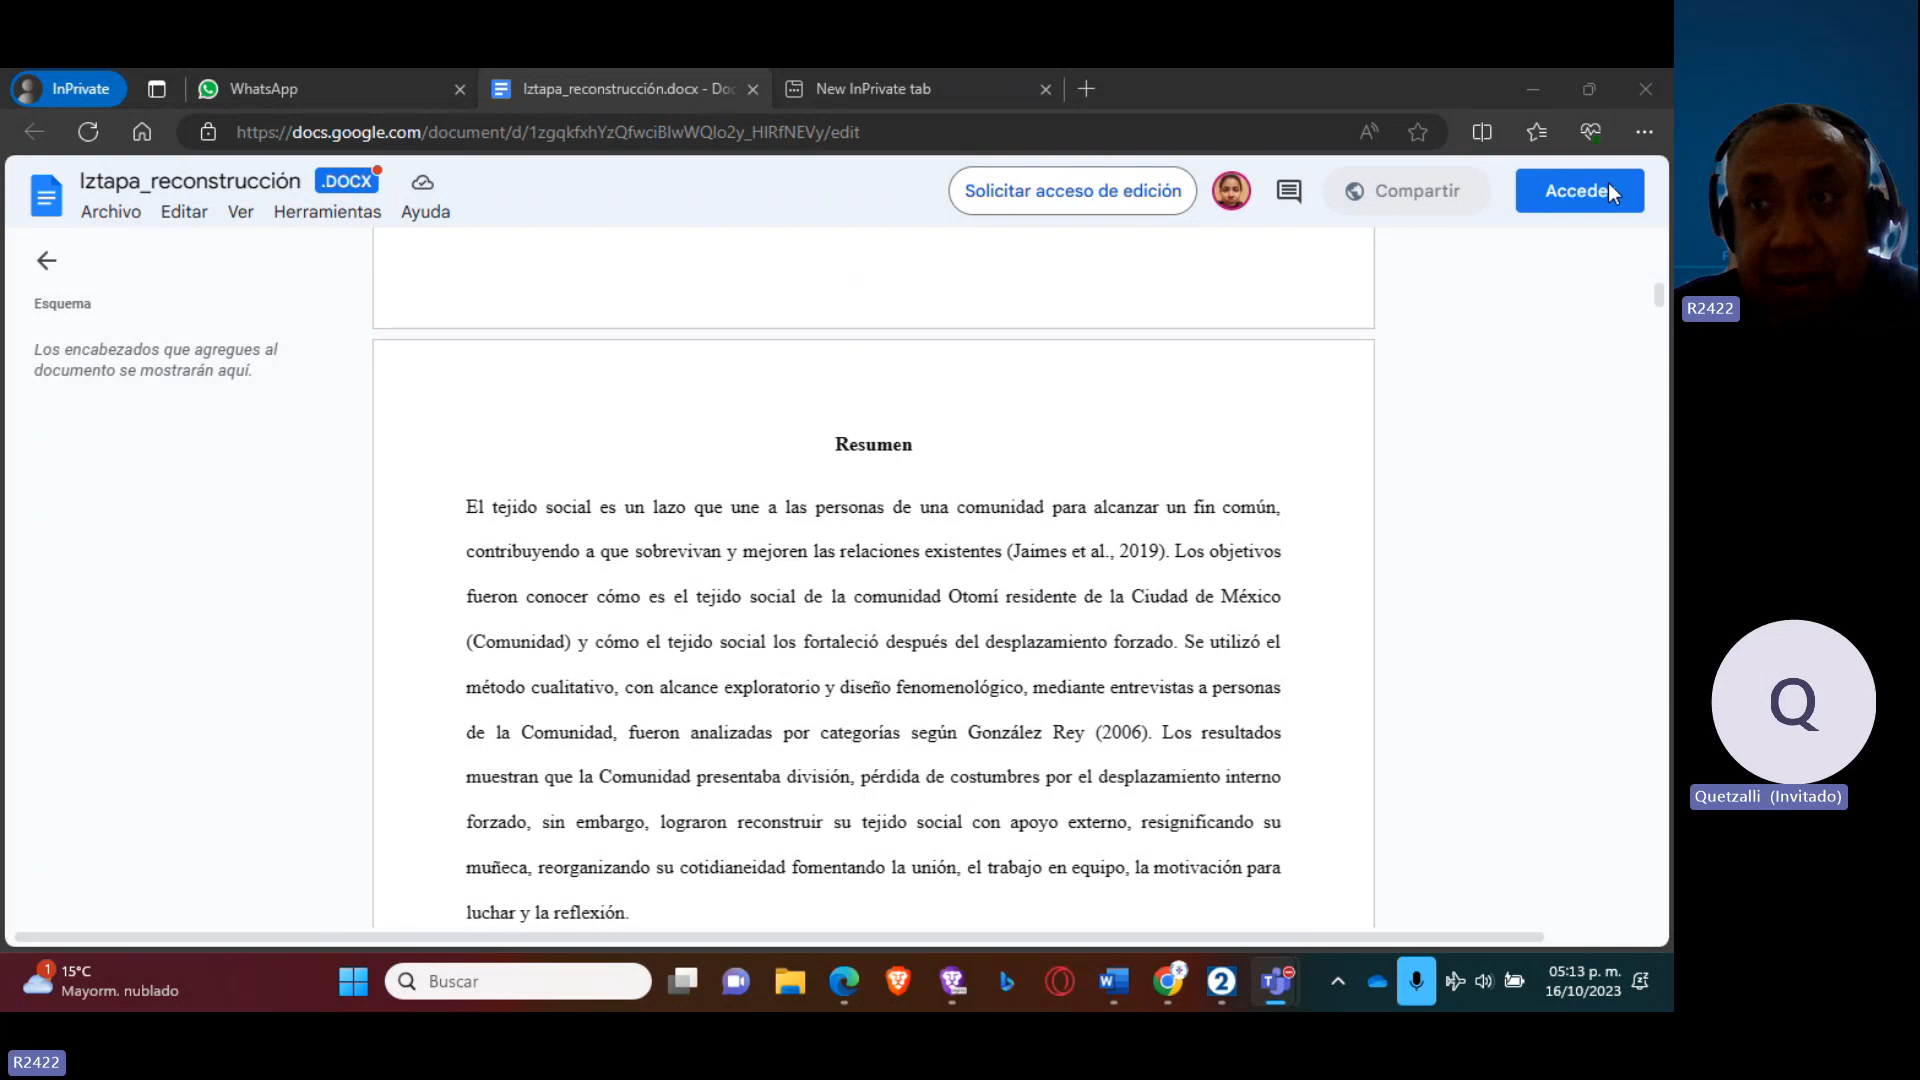 InPrivate
WhatsApp
Iztapa_reconstrucción.docx - Doc
New InPrivate tab
https://docs.google.com/document/d/1zgqkfxhYzQfwciBlwWQlo2y_HIRfNEVy/edit
Iztapa_reconstrucción .DOCX
Archivo Editar Ver Herramientas Ayuda
Solicitar acceso de edición
Compartir
Acceder
Esquema
Los encabezados que agregues al
documento se mostrarán aquí.
Resumen
El tejido social es un lazo que une a las personas de una comunidad para alcanzar un fin común,
contribuyendo a que sobrevivan y mejoren las relaciones existentes (Jaimes et al., 2019). Los objetivos
fueron conocer cómo es el tejido social de la comunidad Otomí residente de la Ciudad de México
(Comunidad) y cómo el tejido social los fortaleció después del desplazamiento forzado. Se utilizó el
método cualitativo, con alcance exploratorio y diseño fenomenológico, mediante entrevistas a personas
de la Comunidad, fueron analizadas por categorías según González Rey (2006). Los resultados
muestran que la Comunidad presentaba división, pérdida de costumbres por el desplazamiento interno
forzado, sin embargo, lograron reconstruir su tejido social con apoyo externo, resignificando su
muñeca, reorganizando su cotidianeidad fomentando la unión, el trabajo en equipo, la motivación para
luchar y la reflexión.
R2422
Q
Quetzalli (Invitado)
1
15°C
Mayorm. nublado
Buscar
05:13 p. m.
16/10/2023
R2422